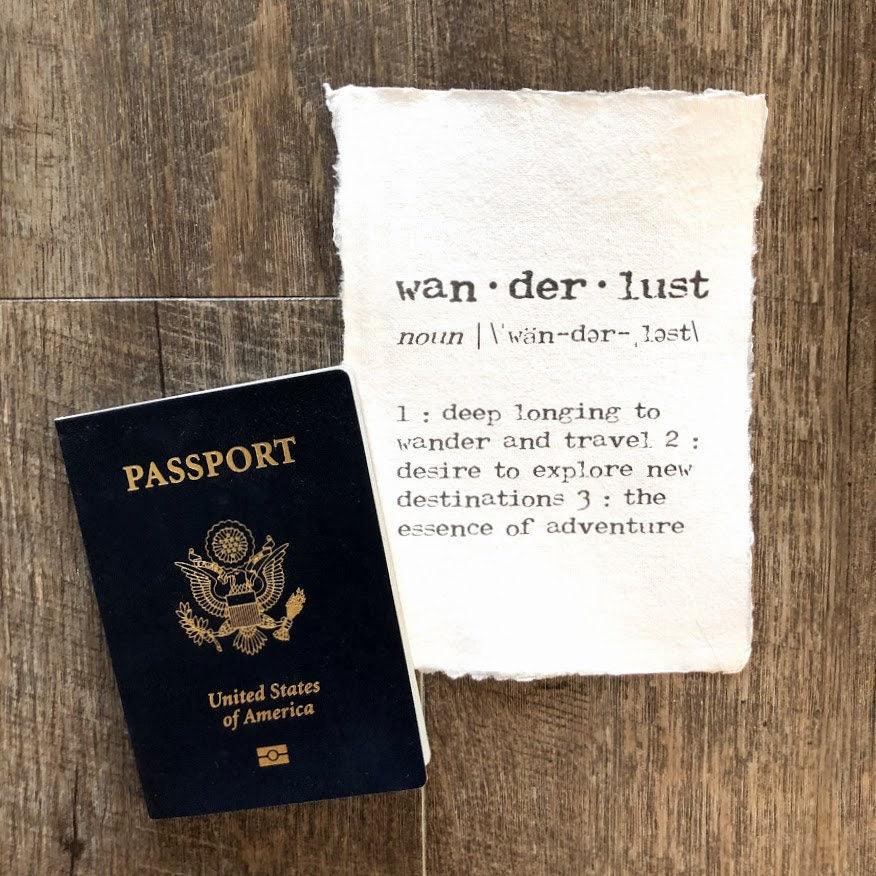 wan·der·lust
noun | \ˈwän-dər-ˌləst\
1 : deep longing to
wander and travel 2 :
desire to explore new
destinations 3 : the
essence of adventure
PASSPORT
United States
of America